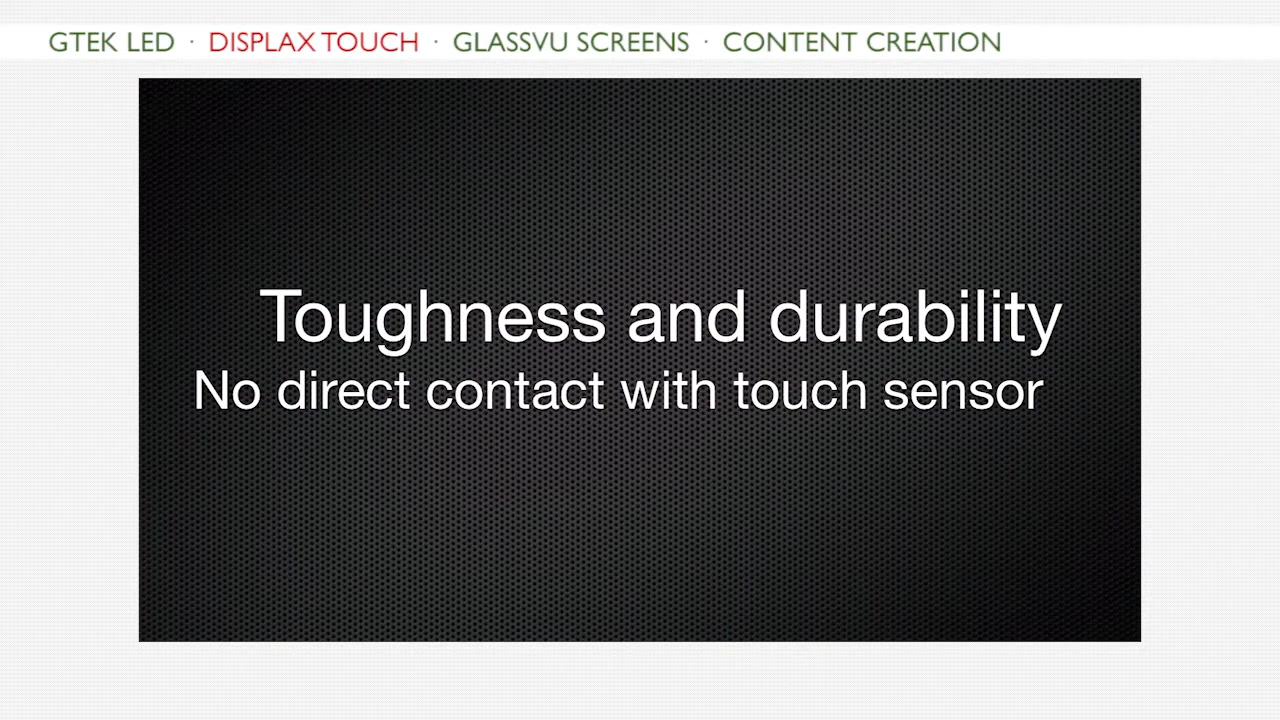 GTEK LED · DISPLAX TOUCH · GLASSVU SCREENS · CONTENT CREATION
Toughness and durability
No direct contact with touch sensor